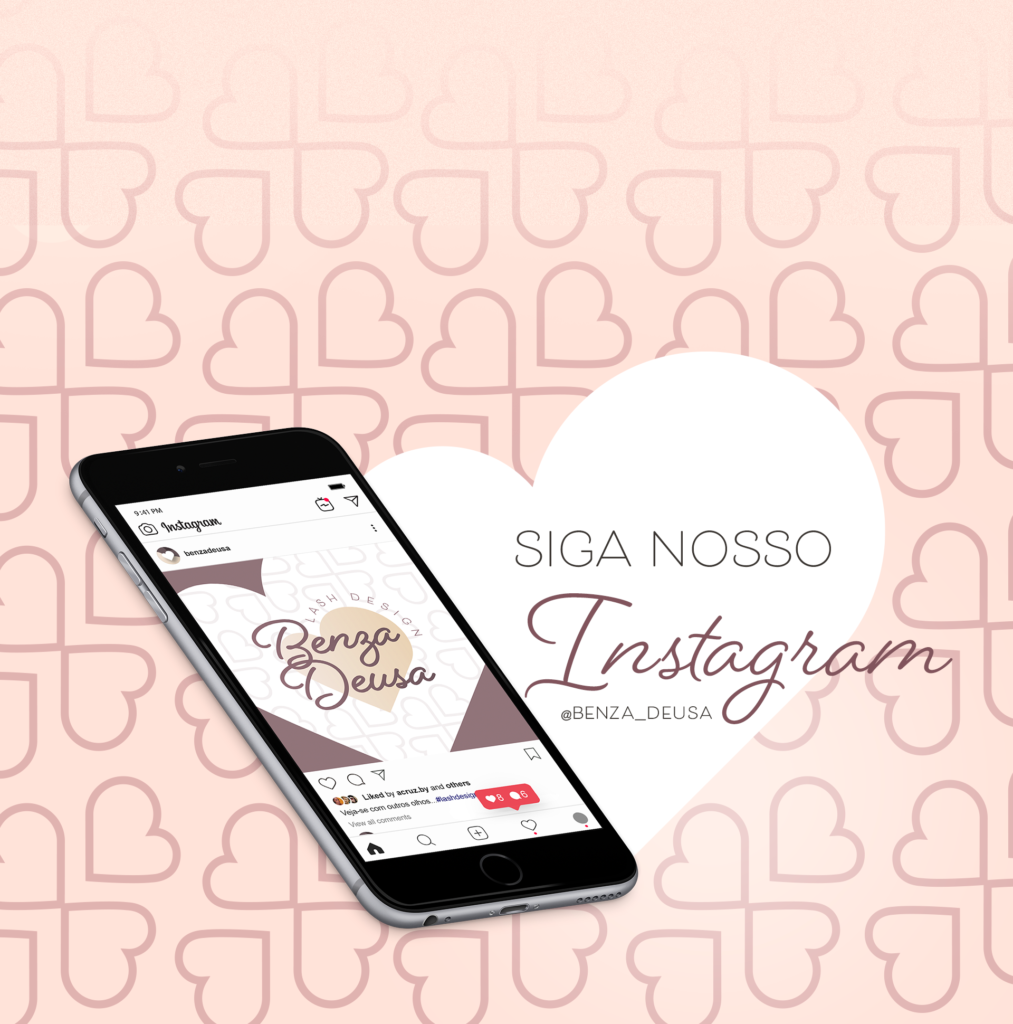 9:41 PM
Instagram
benzadeusa
LASH DESIGN
Benza
Deusa
Liked by acruz.by and others
Veja-se com outros olhos...#lashdesign
View all comments
8 6
SIGA NOSSO
Instagram
@BENZA_DEUSA